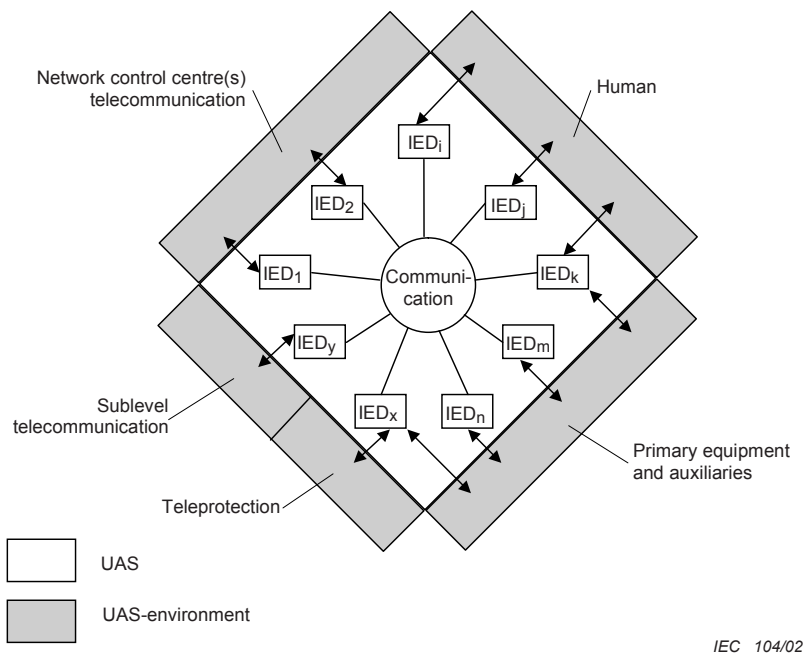 Network control centre(s)
telecommunication
Human
IEDi
IED2
IEDj
IED1
Communi-
cation
IEDk
IEDy
IEDm
IEDx
IEDn
Sublevel
telecommunication
Primary equipment
and auxiliaries
Teleprotection
UAS
UAS-environment
IEC 104/02